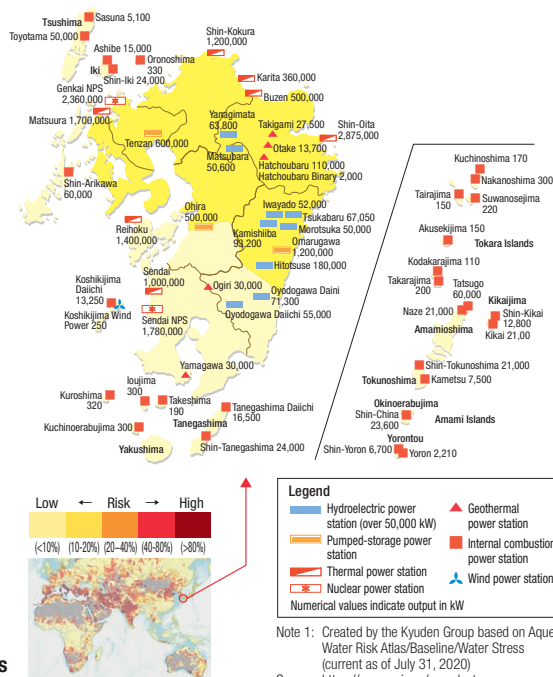 Tsushima
Sasuna 5,100
Toyotama 50,000
Ashibe 15,000
Oronoshima
330
Iki
Shin-Iki 24,000
Genkai NPS
2,360,000
Matsuura 1,700,000
Shin-Kokura
1,200,000
Karita 360,000
Buzen 500,000
Yanagimata
63,800
Takigami 27,500
Shin-Oita
2,875,000
Otake 13,700
Tenzan 600,000
Matsubara
50,600
Hatchoubaru 110,000
Hatchoubaru Binary 2,000
Shin-Arikawa
60,000
Ohira
500,000
Iwayado 52,000
Tsukabaru 67,050
Morotsuka 50,000
Kamishiiba
93,200
Omarugawa
1,200,000
Reihoku
1,400,000
Hitotsuse 180,000
Sendai
1,000,000
Ogiri 30,000
Koshikijima
Daiichi
13,250
Koshikijima Wind
Power 250
Oyodogawa Daini
71,300
Oyodogawa Daiichi 55,000
Sendai NPS
1,780,000
Yamagawa 30,000
Ioujima
300
Kuroshima
320
Takeshima
190
Tanegashima Daiichi
16,500
Kuchinoerabujima 300
Tanegashima
Yakushima
Shin-Tanegashima 24,000
Kuchinoshima 170
Nakanoshima 300
Tairajima
150
Suwanosejima
220
Akusekijima 150
Tokara Islands
Kodakarajima 110
Takarajima
200
Tatsugo
60,000
Kikaijima
Naze 21,000
Shin-Kikai
12,800
Kikai 21,00
Amamioshima
Shin-Tokunoshima 21,000
Tokunoshima
Kametsu 7,500
Okinoerabujima
Shin-China
23,600
Amami Islands
Yorontou
Shin-Yoron 6,700
Yoron 2,210
Low ← Risk → High
(<10%) (10-20%) (20–40%) (40-80%) (>80%)
Legend
Hydroelectric power
station (over 50,000 kW)
Pumped-storage power
station
Thermal power station
Nuclear power station
Geothermal
power station
Internal combustion
power station
Wind power station
Numerical values indicate output in kW
Note 1: Created by the Kyuden Group based on Aque
Water Risk Atlas/Baseline/Water Stress
(current as of July 31, 2020)
s